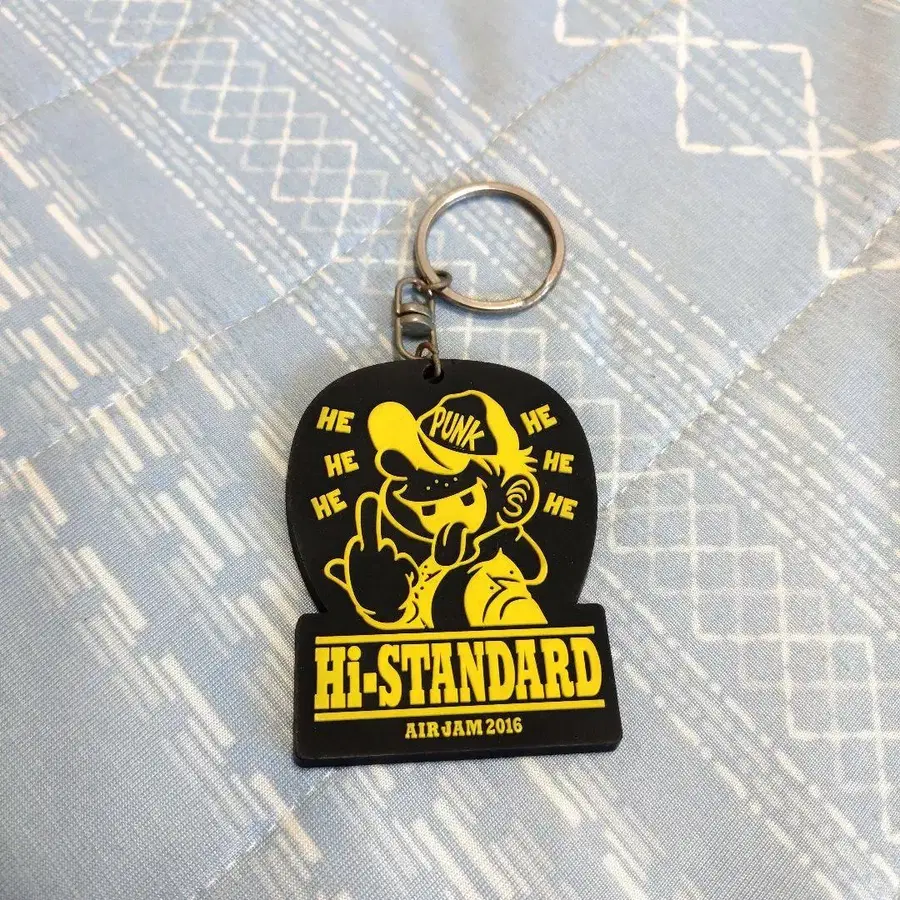 PUNK
HE HE
HE HE
HE HE
Hi-STANDARD
AIR JAM 2016